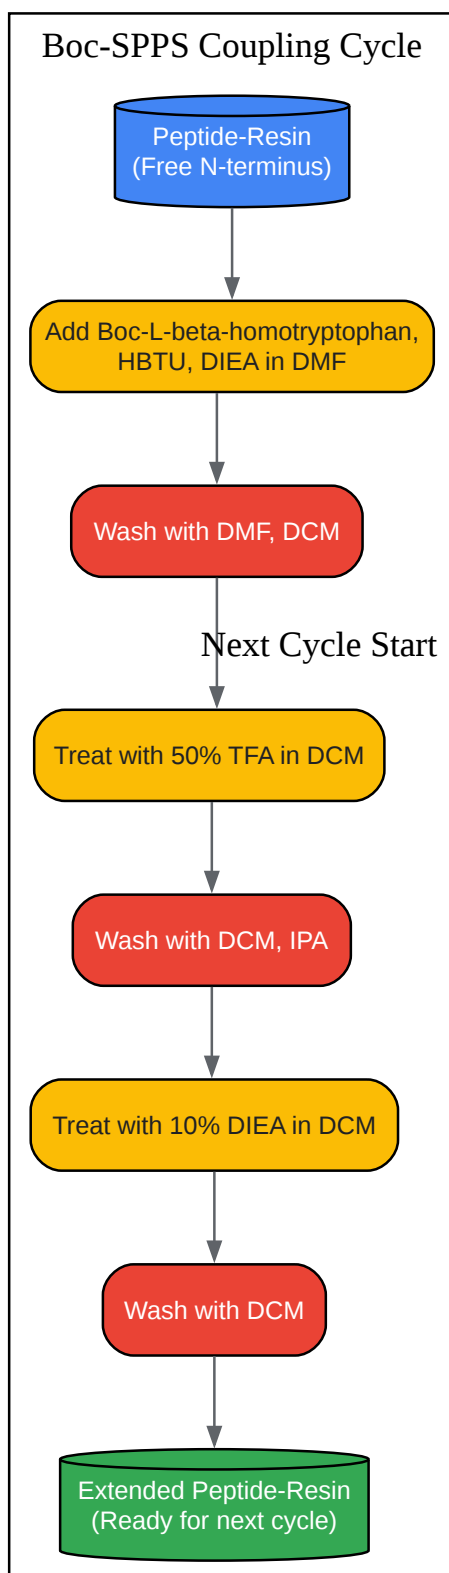 Boc-SPPS Coupling Cycle
Peptide-Resin
(Free N-terminus)
Add Boc-L-beta-homotryptophan,
HBTU, DIEA in DMF
Wash with DMF, DCM
Next Cycle Start
Treat with 50% TFA in DCM
Wash with DCM, IPA
Treat with 10% DIEA in DCM
Wash with DCM
Extended Peptide-Resin
(Ready for next cycle)